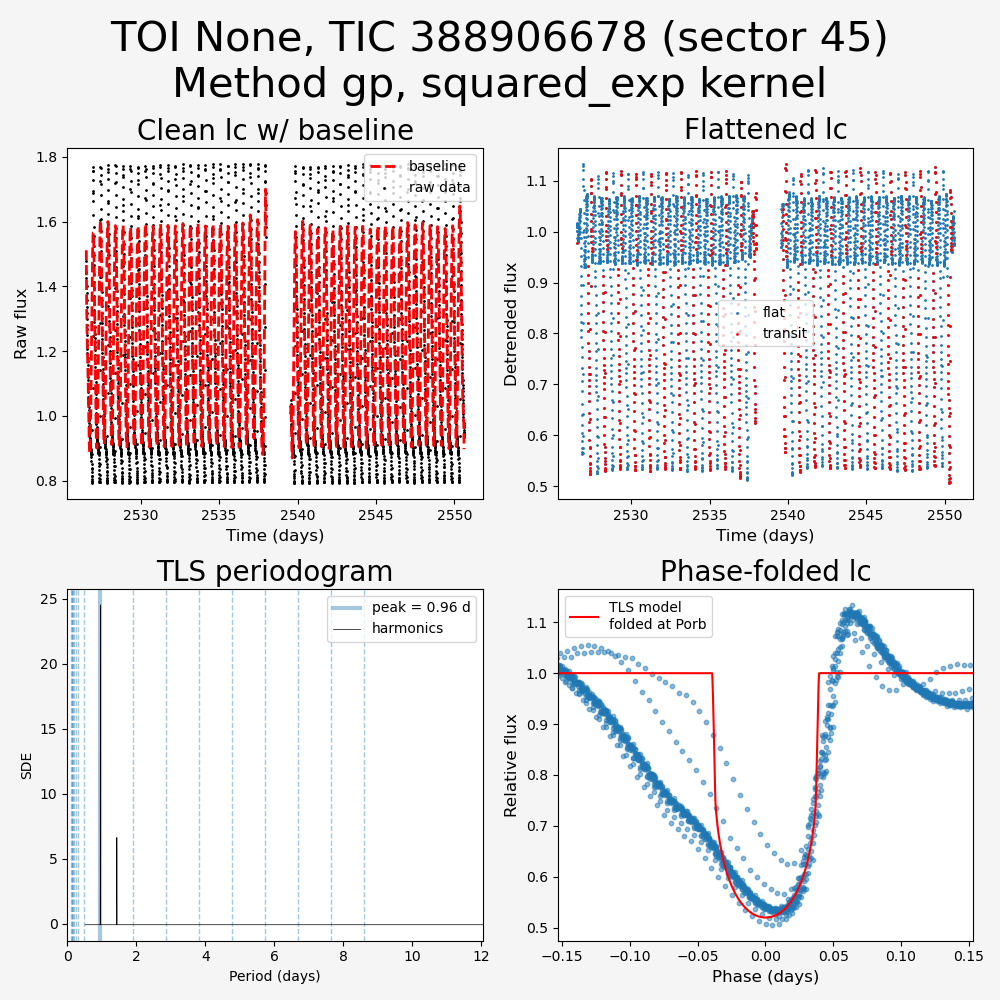 TOI None, TIC 388906678 (sector 45)
Method gp, squared_exp kernel
Clean lc w/ baseline
Raw flux
1.8
1.6
1.4
1.2
1.0
0.8
baseline
raw data
2530
2535
2540
2545
2550
Time (days)
Flattened lc
Detrended flux
1.1
1.0
0.9
0.8
0.7
0.6
0.5
flat
transit
2530
2535
2540
2545
2550
Time (days)
TLS periodogram
SDE
25
20
15
10
5
0
peak = 0.96 d
harmonics
0
2
4
6
8
10
12
Period (days)
Phase-folded lc
Relative flux
1.1
1.0
0.9
0.8
0.7
0.6
0.5
TLS model
folded at Porb
−0.15
−0.10
−0.05
0.00
0.05
0.10
0.15
Phase (days)